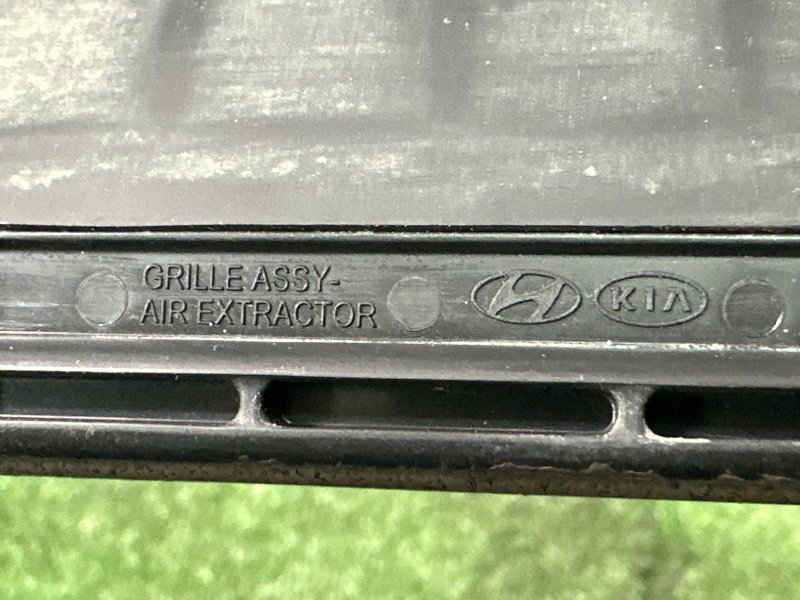 GRILLE ASSY-
AIR EXTRACTOR
KIA